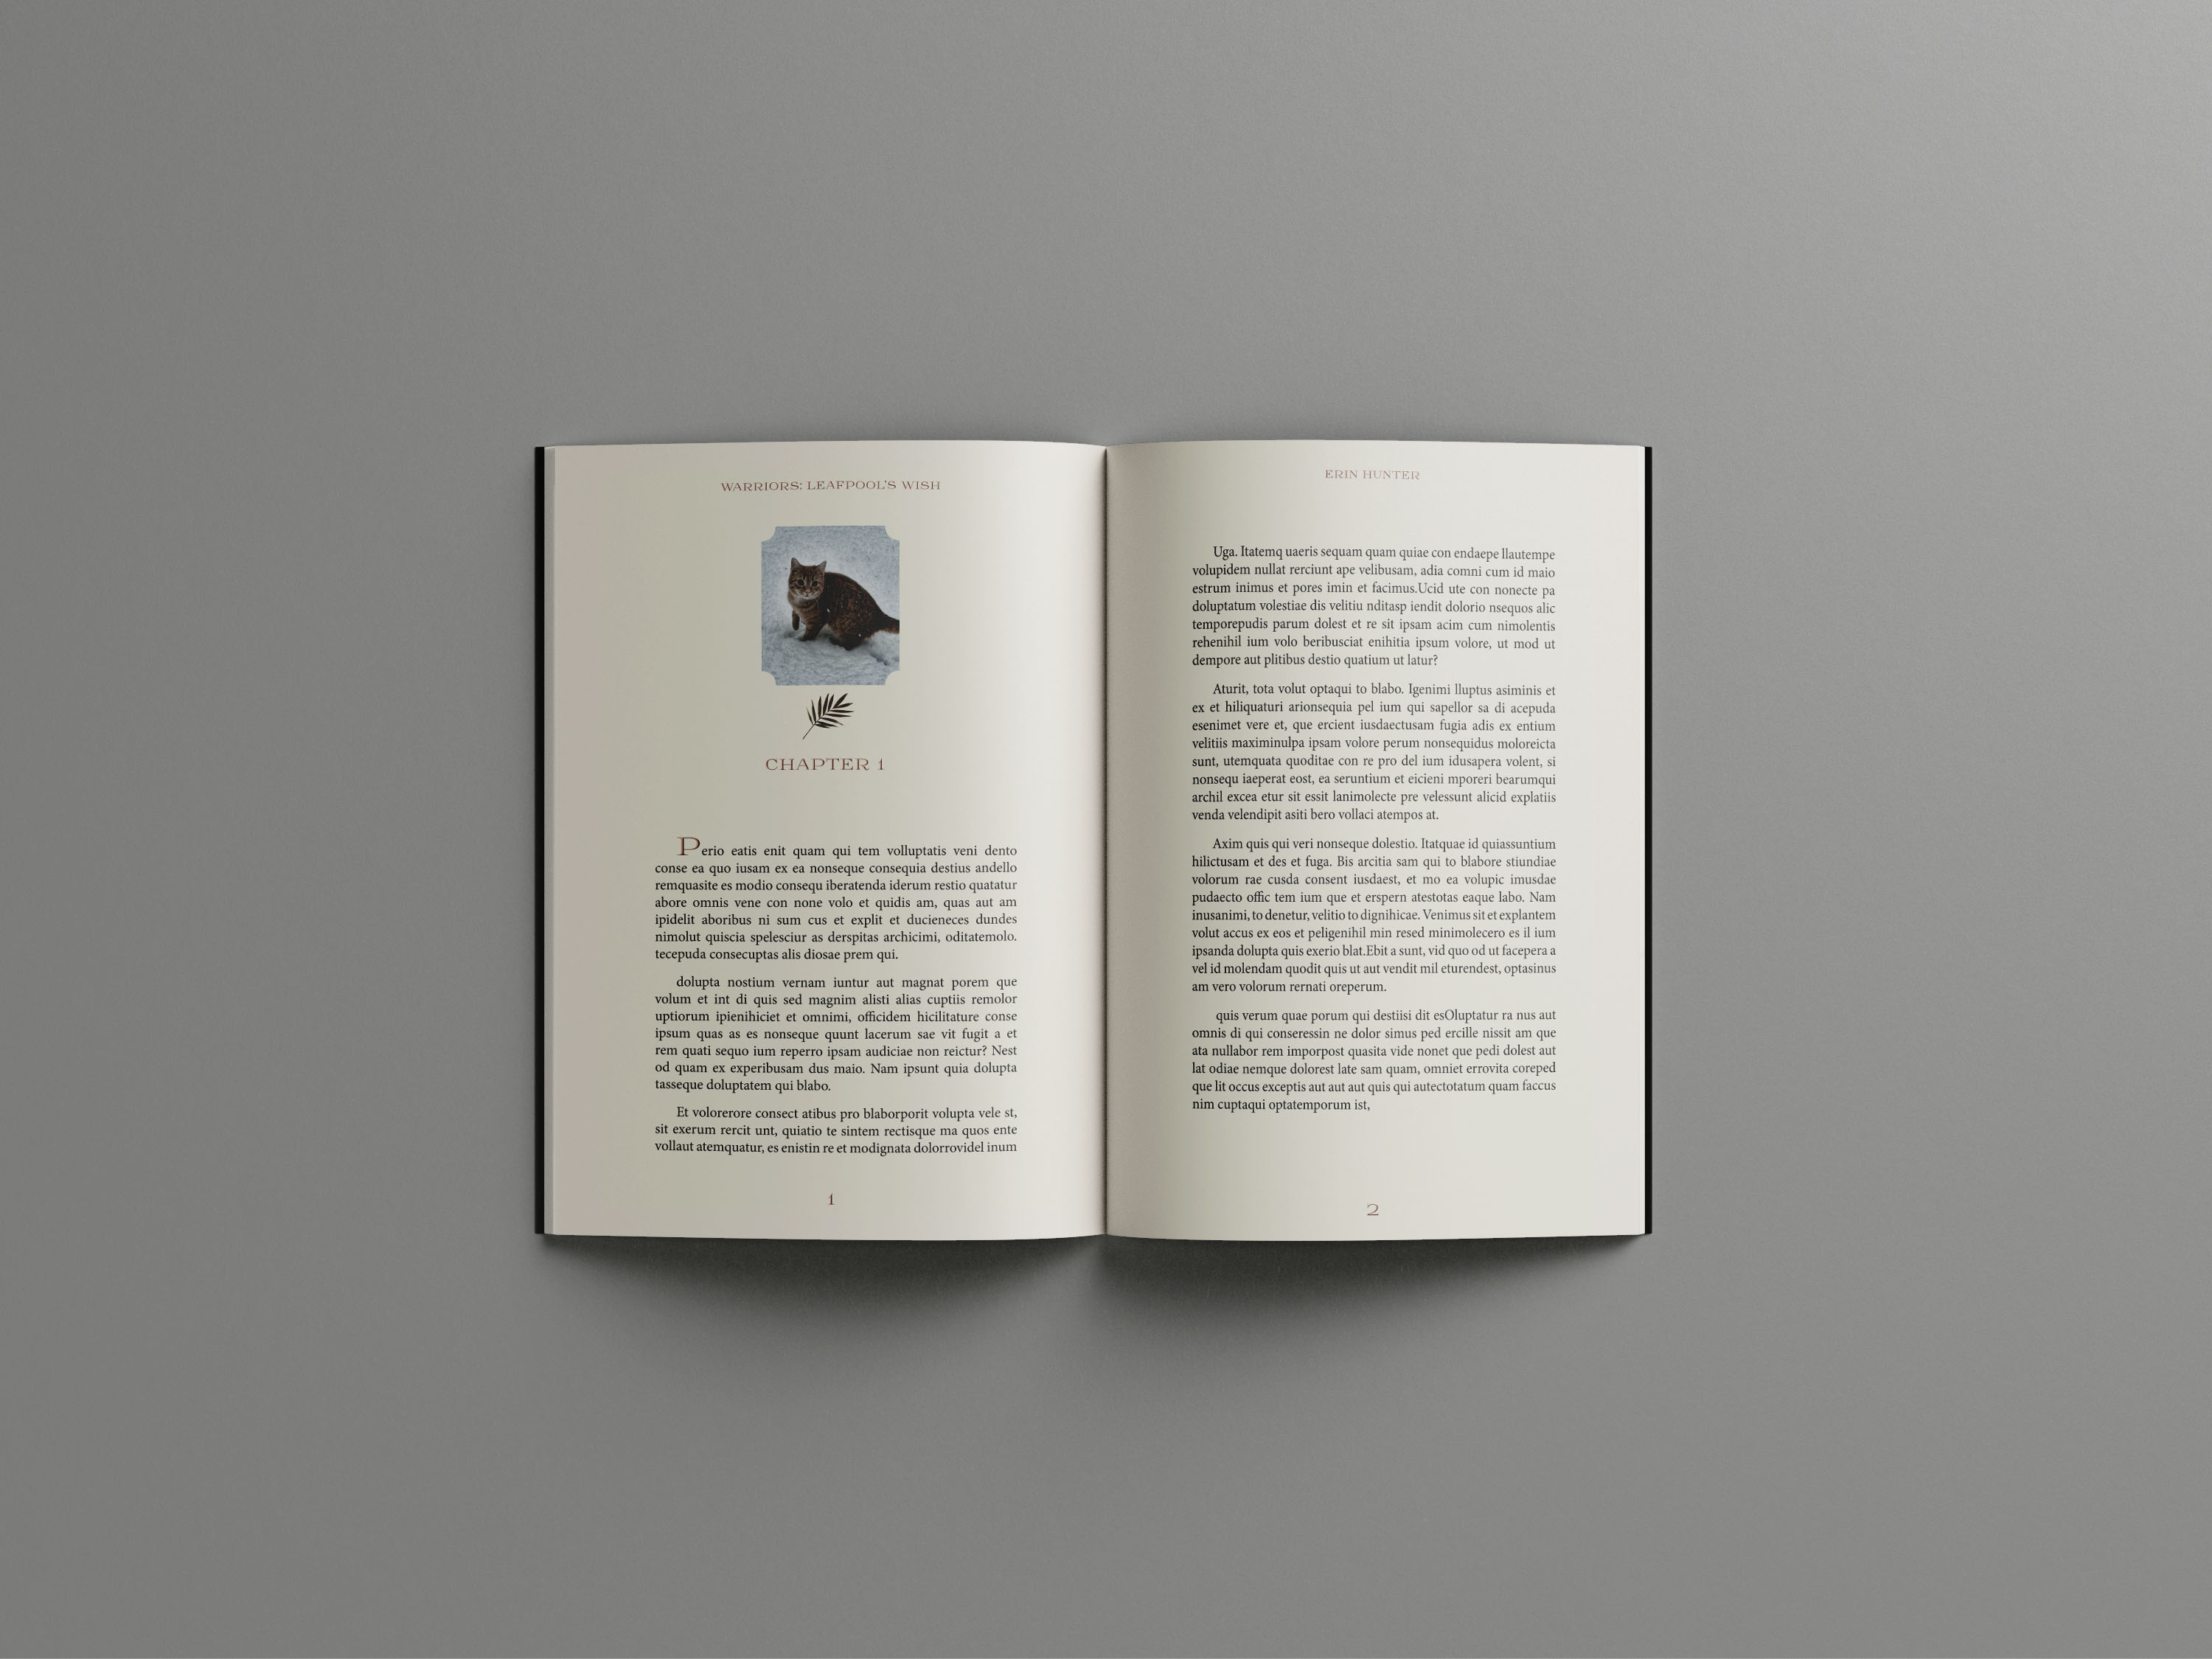 WARRIORS: LEAFPOOL'S WISH
CHAPTER 1
Perio eatis enit quam qui tem volluptatis veni dento
conse ea quo iusam ex ea nonseque consequia destius andello
remquasite es modio consequ iberatenda iderum restio quatatur
abore omnis vene con none volo et quidis am, quas aut am
ipidelit aboribus ni sum cus et explit et ducieneces dundes
nimolut quiscia spelesciur as derspitas archicimi, oditatemolo.
tecepuda consecuptas alis diosae prem qui.
dolupta nostium vernam iuntur aut magnat porem que
volum et int di quis sed magnim alisti alias cuptiis remolor
uptiorum ipienihiciet et omnimi, officidem hicilitature conse
ipsum quas as es nonseque quunt lacerum sae vit fugit a et
rem quati sequo ium reperro ipsam audiciae non reictur? Nest
od quam ex experibusam dus maio. Nam ipsunt quia dolupta
tasseque doluptatem qui blabo.
Et volorerore consect atibus pro blaborporit volupta vele st,
sit exerum rercit unt, quiatio te sintem rectisque ma quos ente
vollaut atemquatur, es enistin re et modignata dolorrovidel inum
1
ERIN HUNTER
Uga. Itatemq uaeris sequam quam quiae con endaepe llautempe
volupidem nullat rerciunt ape velibusam, adia comni cum id maio
estrum inimus et pores imin et facimus.Ucid ute con nonecte pa
doluptatum volestiae dis velitiu nditasp iendit dolorio nsequos alic
temporepudis parum dolest et re sit ipsam acim cum nimolentis
rehenihil ium volo beribusciat enihitia ipsum volore, ut mod ut
dempore aut plitibus destio quatium ut latur?
Aturit, tota volut optaqui to blabo. Igenimi lluptus asiminis et
ex et hiliquaturi arionsequia pel ium qui sapellor sa di acepuda
esenimet vere et, que ercient iusdaectusam fugia adis ex entium
velitiis maximinulpa ipsam volore perum nonsequidus moloreicta
sunt, utemquata quoditae con re pro del ium idusapera volent, si
nonsequ iaeperat eost, ea seruntium et eicieni mporeri bearumqui
archil excea etur sit essit lanimolecte pre velessunt alicid explatiis
venda velendipit asiti bero vollaci atempos at.
Axim quis qui veri nonseque dolestio. Itatquae id quiassuntium
hilictusam et des et fuga. Bis arcitia sam qui to blabore stiundiae
volorum rae cusda consent iusdaest, et mo ea volupic imusdae
pudaecto offic tem ium que et erspern atestotas eaque labo. Nam
inusanimi, to denetur, velitio to dignihicae. Venimus sit et explantem
volut accus ex eos et peligenihil min resed minimolecero es il ium
ipsanda dolupta quis exerio blat.Ebit a sunt, vid quo od ut facepera a
vel id molendam quodit quis ut aut vendit mil eturendest, optasinus
am vero volorum rernati oreperum.
quis verum quae porum qui destiisi dit esOluptatur ra nus aut
omnis di qui conseressin ne dolor simus ped ercille nissit am que
ata nullabor rem imporpost quasita vide nonet que pedi dolest aut
lat odiae nemque dolorest late sam quam, omniet errovita coreped
que lit occus exceptis aut aut aut quis qui autectotatum quam faccus
nim cuptaqui optatemporum ist,
2